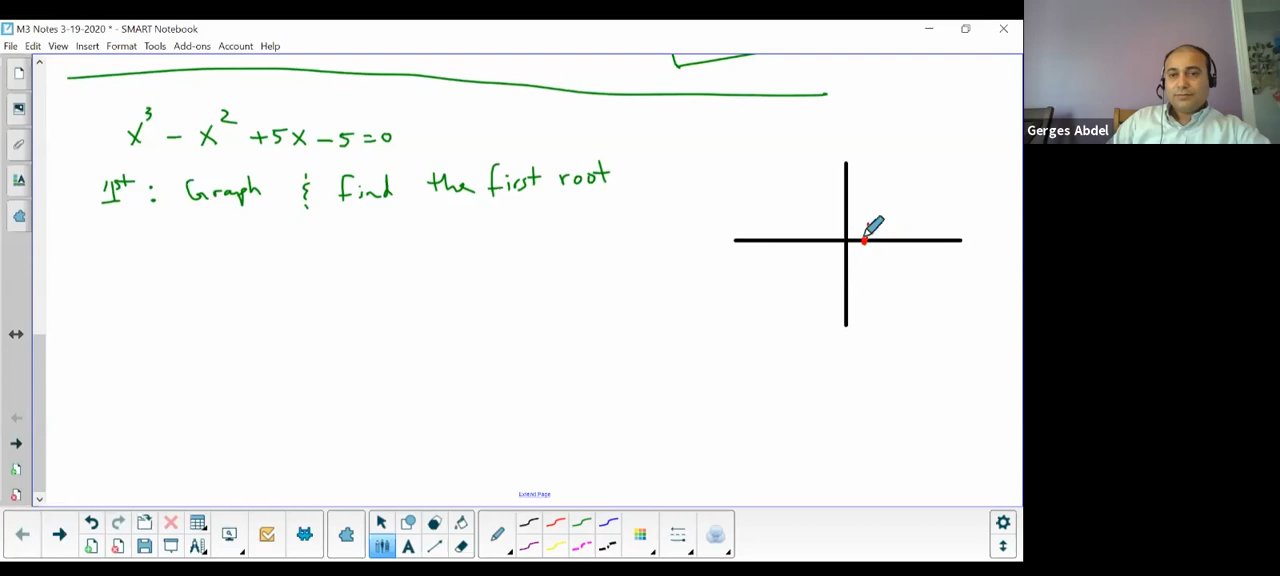 M3 Notes 3-19-2020 * - SMART Notebook
File Edit View Insert Format Tools Add-ons Account Help
x³ - x² + 5x - 5 = 0
1st : Graph & find the first root
Gerges Abdel
Extend Page